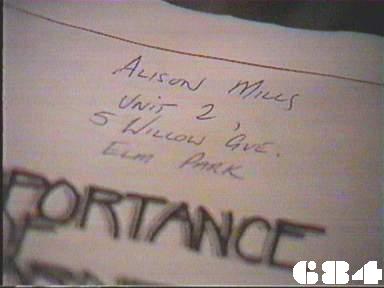 Alison Mills
Unit 2,
5 Willow Ave.
Elm Park
PORTANCE
684